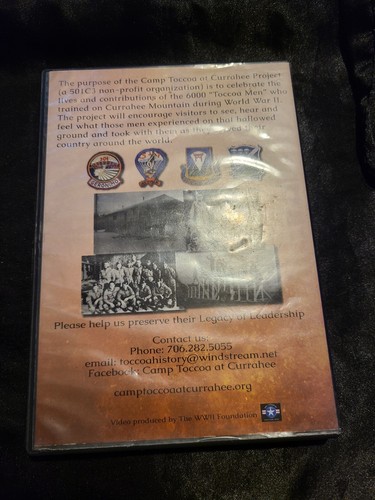 The purpose of the Camp Toccoa at Currahee Project
(a 501C3 non-profit organization) is to celebrate the
lives and contributions of the 6000 "Toccoa Men" who
trained on Currahee Mountain during World War II.
The project will encourage visitors to see, hear and
feel what those men experienced on that hallowed
ground and took with them as they served their
country around the world.
Please help us preserve their Legacy of Leadership
Contact us:
Phone: 706.282.5055
email: toccoahistory@windstream.net
Facebook: Camp Toccoa at Currahee
camptoccoaatcurrahee.org
Video produced by The WWII Foundation